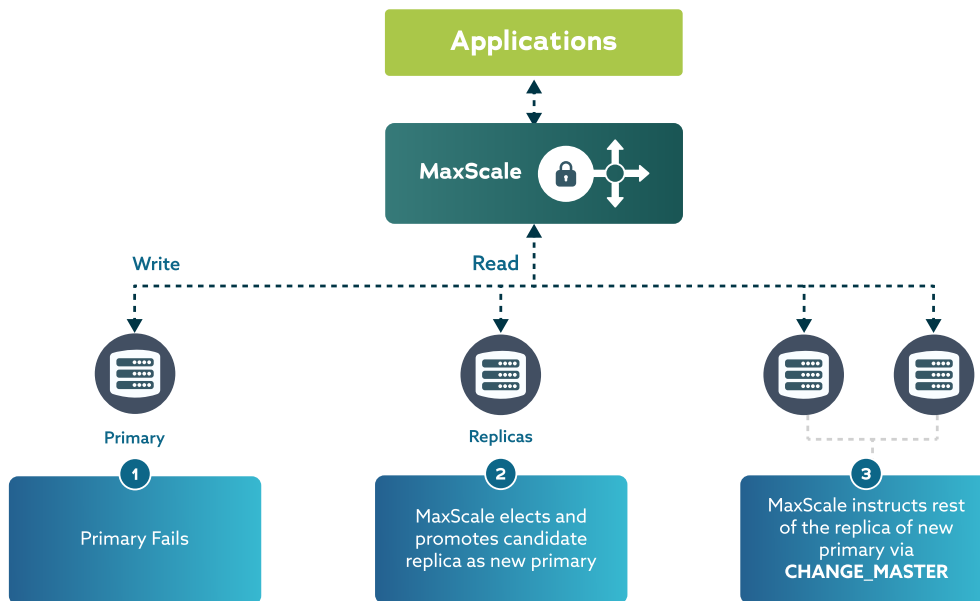 Applications
MaxScale
Write
Read
Primary
Replicas
1
Primary Fails
2
MaxScale elects and
promotes candidate
replica as new primary
3
MaxScale instructs rest
of the replica of new
primary via
CHANGE_MASTER